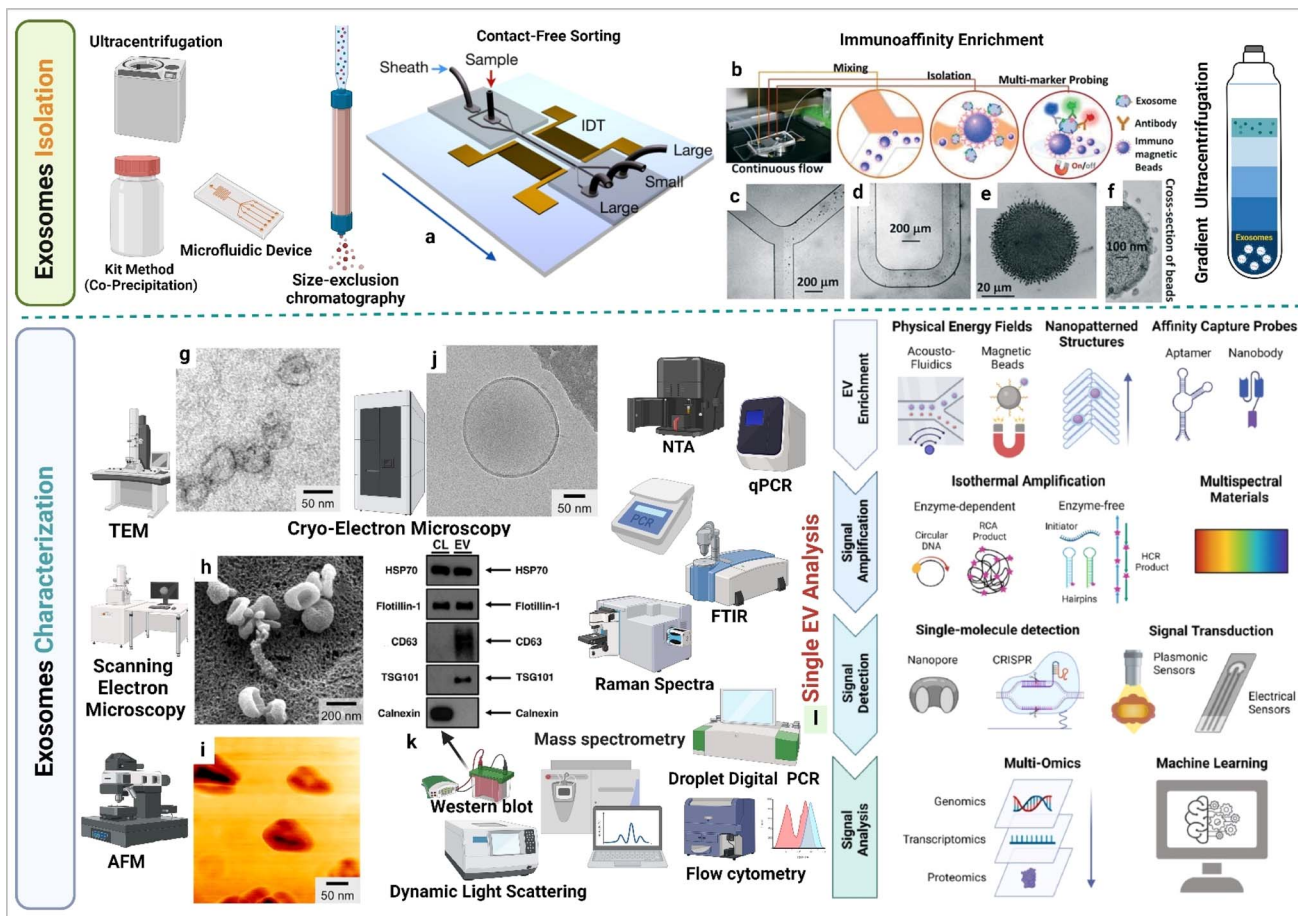 Exosomes Isolation
Ultracentrifugation
Kit Method
(Co-Precipitation)
Microfluidic Device
Size-exclusion
chromatography
Contact-Free Sorting
Sheath
Sample
IDT
Large
Small
Large
a
Immunoaffinity Enrichment
b
Mixing
Isolation
Multi-marker Probing
Continuous flow
On/off
Exosome
Antibody
Immuno
magnetic
Beads
c
200 μm
d
200 μm
e
20 μm
f
100 nm
Cross-section of beads
Gradient Ultracentrifugation
Exosomes
Exosomes Characterization
TEM
g
50 nm
Cryo-Electron Microscopy
j
50 nm
NTA
qPCR
PCR
FTIR
Scanning
Electron
Microscopy
h
200 nm
CL EV
HSP70 HSP70
Flotillin-1 Flotillin-1
CD63 CD63
TSG101 TSG101
Calnexin Calnexin
k
Western blot
Raman Spectra
Mass spectrometry
Droplet Digital PCR
AFM
i
50 nm
Dynamic Light Scattering
Flow cytometry
Single EV Analysis
l
EV
Enrichment
Physical Energy Fields
Acousto-
Fluidics
Magnetic
Beads
Nanopatterned
Structures
Affinity Capture Probes
Aptamer
Nanobody
Signal
Amplification
Isothermal Amplification
Enzyme-dependent
Circular
DNA
RCA
Product
Enzyme-free
Initiator
Hairpins
HCR
Product
Multispectral
Materials
Signal
Detection
Single-molecule detection
Nanopore
CRISPR
Signal Transduction
Plasmonic
Sensors
Electrical
Sensors
Signal
Analysis
Multi-Omics
Genomics
Transcriptomics
Proteomics
Machine Learning